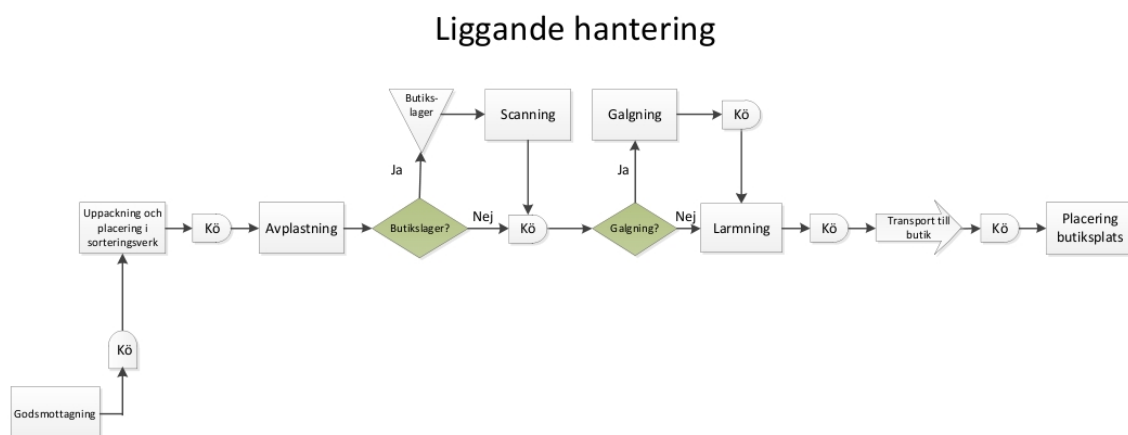 Liggande hantering
Butiks-
lager
Scanning
Galgning
Kö
Ja
Ja
Uppackning och
placering i
sorteringsverk
Kö
Avplastning
Butikslager?
Nej
Kö
Galgning?
Nej
Larmning
Kö
Transport till
butik
Kö
Placering
butiksplats
Kö
Godsmottagning